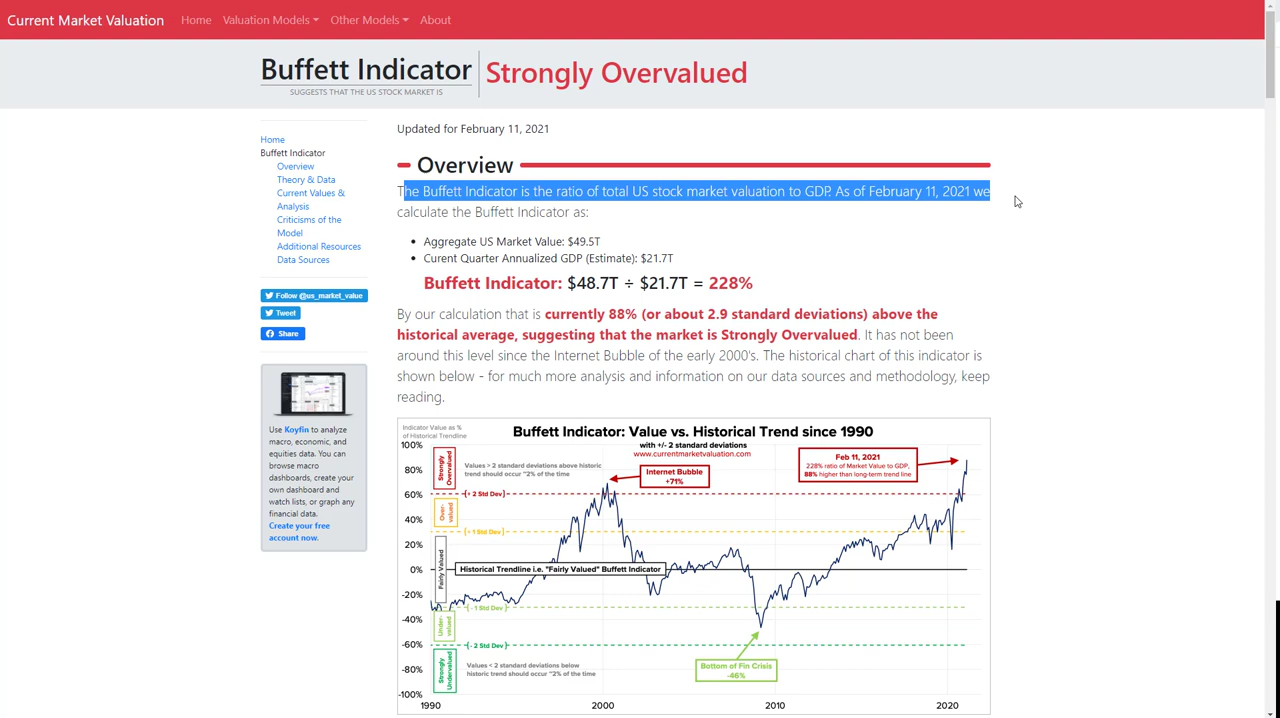 Current Market Valuation Home Valuation Models Other Models About
Buffett Indicator
SUGGESTS THAT THE US STOCK MARKET IS
Strongly Overvalued
Home
Buffett Indicator
Overview
Theory & Data
Current Values &
Analysis
Criticisms of the
Model
Additional Resources
Data Sources
Follow @us_market_value
Tweet
Share
Use Koyfin to analyze
macro, economic, and
equities data. You can
browse macro
dashboards, create your
own dashboard and
watch lists, or graph any
financial data.
Create your free
account now.
Updated for February 11, 2021
Overview
The Buffett Indicator is the ratio of total US stock market valuation to GDP. As of February 11, 2021 we
calculate the Buffett Indicator as:
• Aggregate US Market Value: $49.5T
• Curent Quarter Annualized GDP (Estimate): $21.7T
Buffett Indicator: $48.7T ÷ $21.7T = 228%
By our calculation that is currently 88% (or about 2.9 standard deviations) above the
historical average, suggesting that the market is Strongly Overvalued. It has not been
around this level since the Internet Bubble of the early 2000's. The historical chart of this indicator is
shown below - for much more analysis and information on our data sources and methodology, keep
reading.
Indicator Value as %
of Historical Trendline
Buffett Indicator: Value vs. Historical Trend since 1990
with +/- 2 standard deviations
www.currentmarketvaluation.com
100%
80%
60%
40%
20%
0%
-20%
-40%
-60%
-80%
-100%
Strongly
Overvalued
Over-
valued
Fairly Valued
Under-
valued
Strongly
Undervalued
Values > 2 standard deviations above historic
trend should occur ~2% of the time
Internet Bubble
+71%
Feb 11, 2021
228% ratio of Market Value to GDP,
88% higher than long-term trend line
(+ 2 Std Dev)
(+ 1 Std Dev)
Historical Trendline i.e. "Fairly Valued" Buffett Indicator
(- 1 Std Dev)
(- 2 Std Dev)
Values < 2 standard deviations below
historic trend should occur ~2% of the time
Bottom of Fin Crisis
-46%
1990 2000 2010 2020